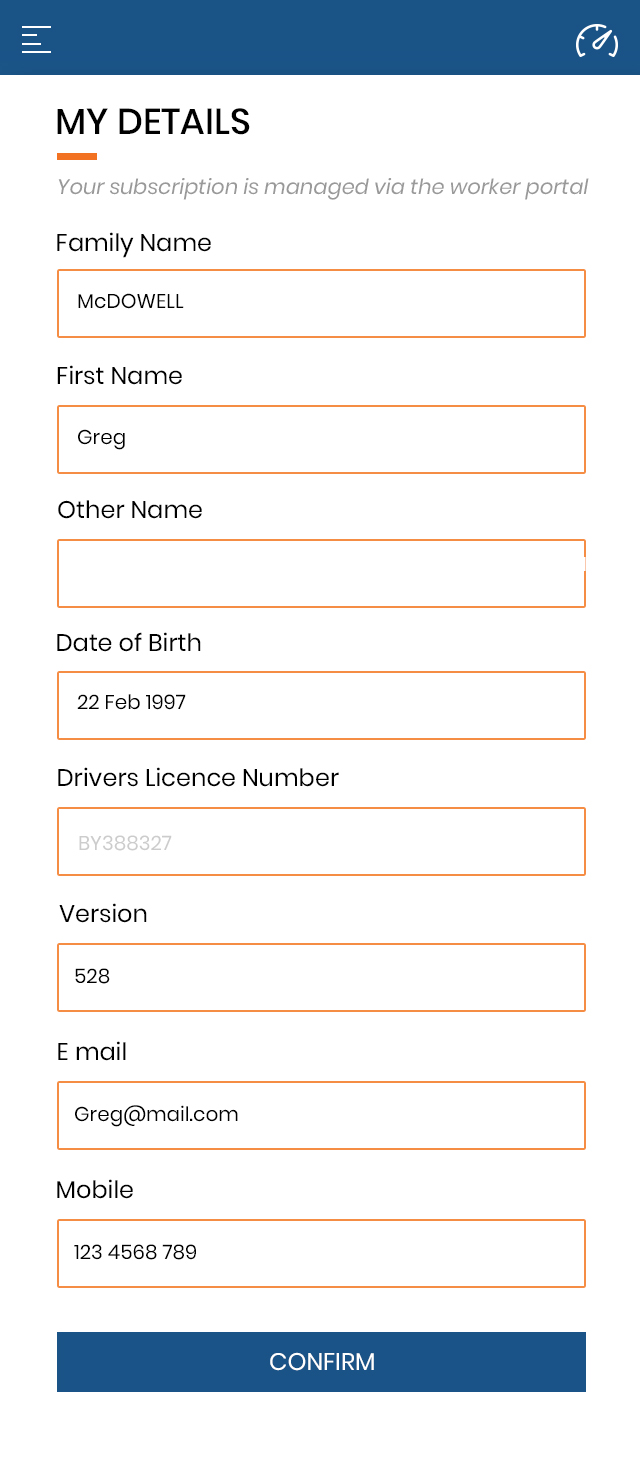 MY DETAILS
Your subscription is managed via the worker portal
Family Name
McDOWELL
First Name
Greg
Other Name
Date of Birth
22 Feb 1997
Drivers Licence Number
BY388327
Version
528
E mail
Greg@mail.com
Mobile
123 4568 789
CONFIRM